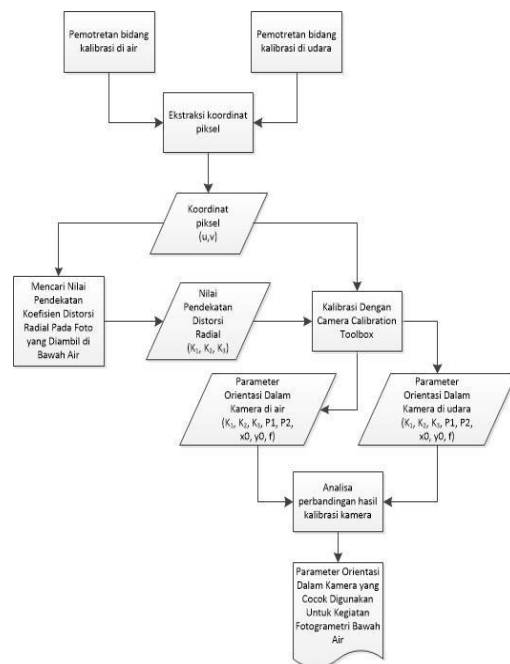 Pemotretan bidang
kalibrasi di air
Pemotretan bidang
kalibrasi di udara
Ekstraksi koordinat
piksel
Koordinat
piksel
(u,v)
Mencari Nilai
Pendekatan
Koefisien Distorsi
Radial Pada Foto
yang Diambil di
Bawah Air
Nilai
Pendekatan
Distorsi
Radial
(K₁, K₂, K₃)
Kalibrasi Dengan
Camera Calibration
Toolbox
Parameter
Orientasi Dalam
Kamera di air
(K₁, K₂, K₃, P1, P2,
x0, y0, f)
Parameter
Orientasi Dalam
Kamera di udara
(K₁, K₂, K₃, P1, P2,
x0, y0, f)
Analisa
perbandingan hasil
kalibrasi kamera
Parameter Orientasi
Dalam Kamera yang
Cocok Digunakan
Untuk Kegiatan
Fotogrametri Bawah
Air